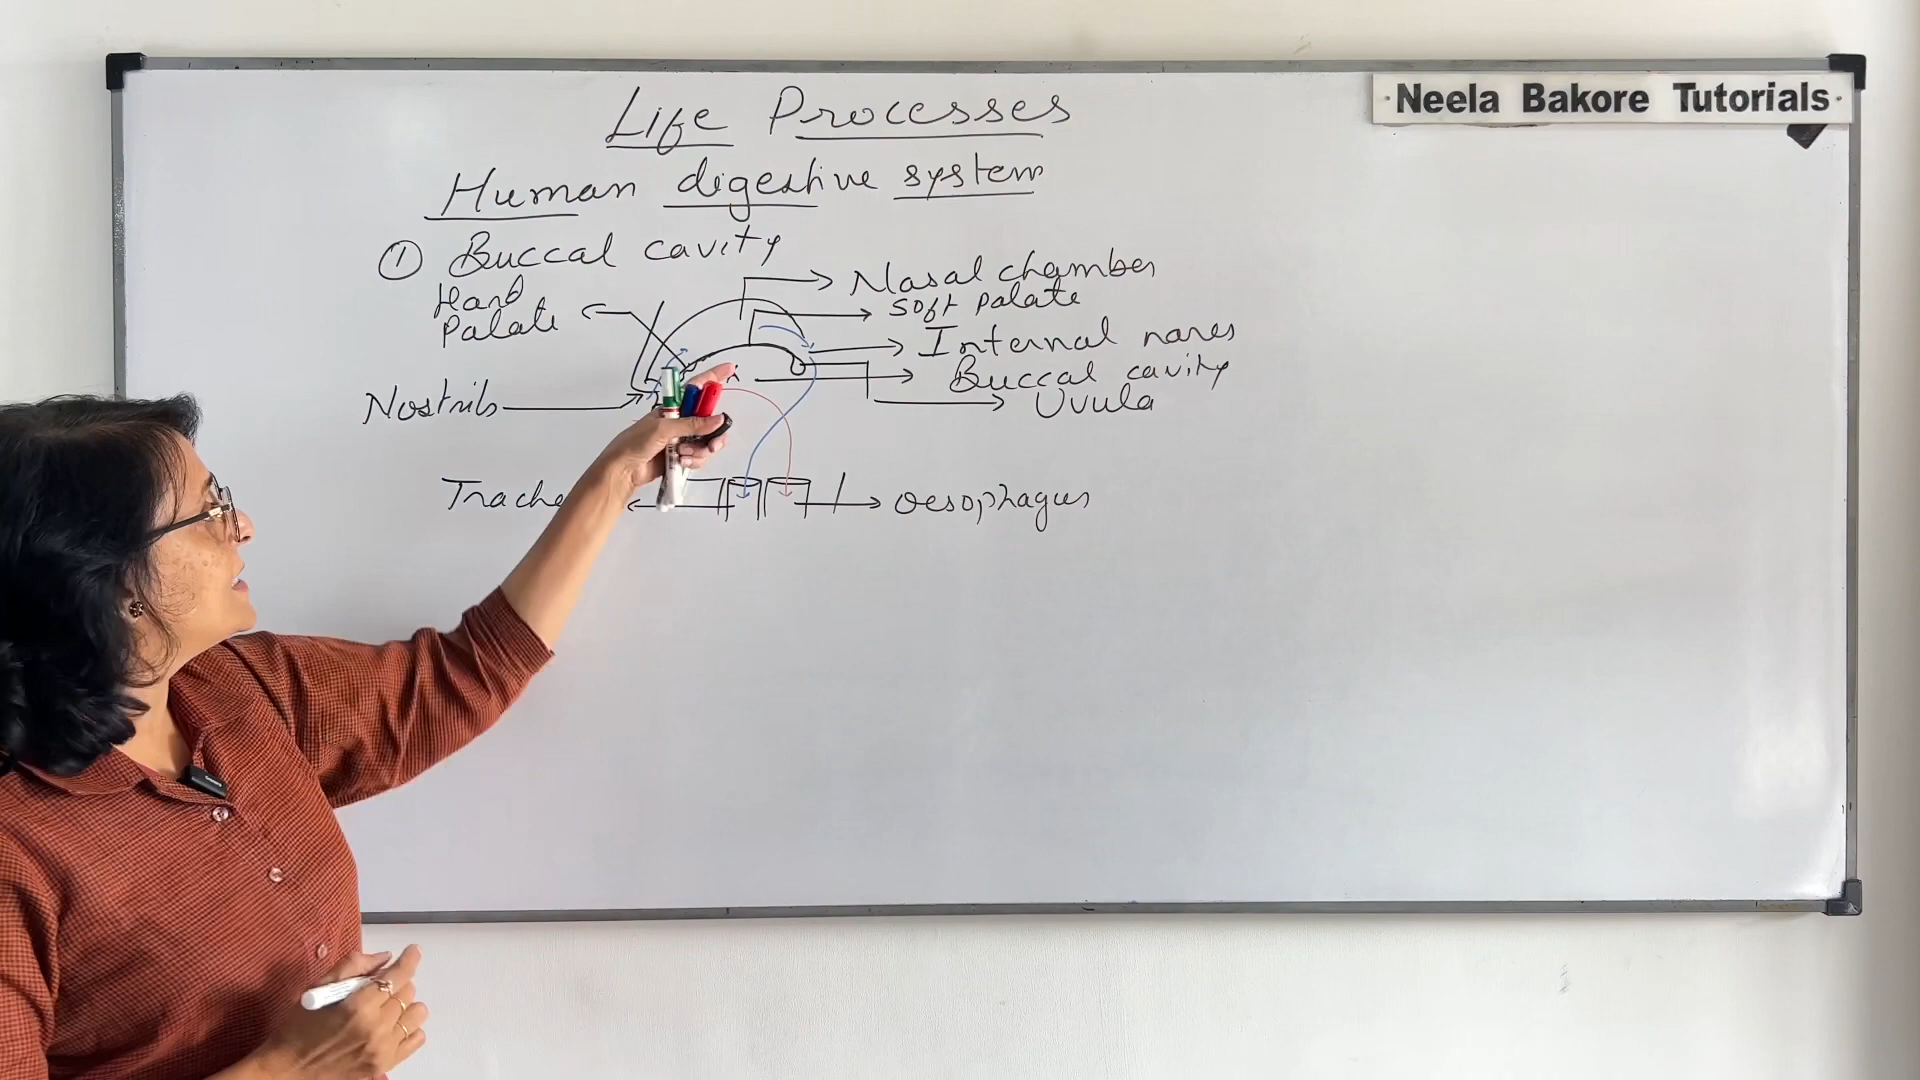 Neela Bakore Tutorials
Life Processes
Human digestive system
① Buccal cavity
Hard
Palate
Nasal chamber
Soft palate
Internal nares
Buccal cavity
Uvula
Nostrils
Oesophagus